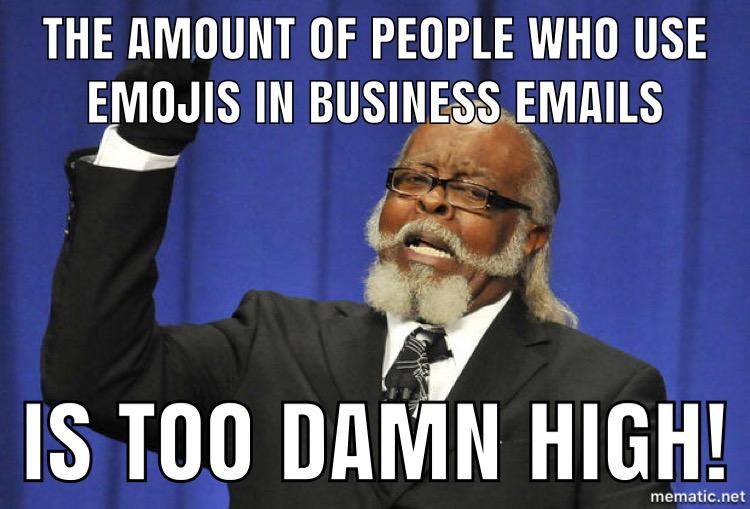 THE AMOUNT OF PEOPLE WHO USE
EMOJIS IN BUSINESS EMAILS
IS TOO DAMN HIGH!
mematic.net